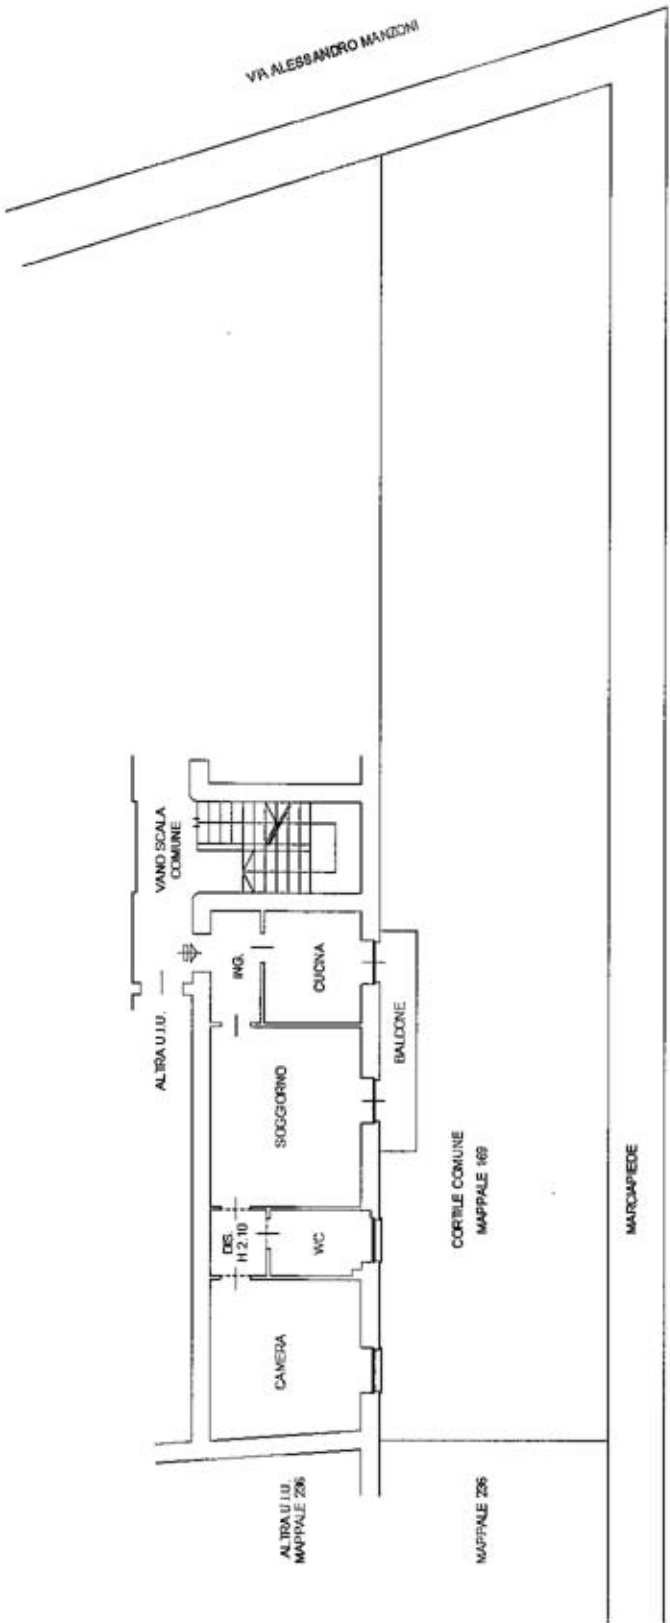 VIA ALESSANDRO MANZONI
VANO SCALA
COMUNE
ALTRA U.I.U.
ING.
CUCINA
BALCONE
SOGGIORNO
DIS.
H 2.10
WC
CAMERA
CORTILE COMUNE
MAPPALE 169
MARCIAPIEDE
ALTRA U.I.U.
MAPPALE 236
MAPPALE 236